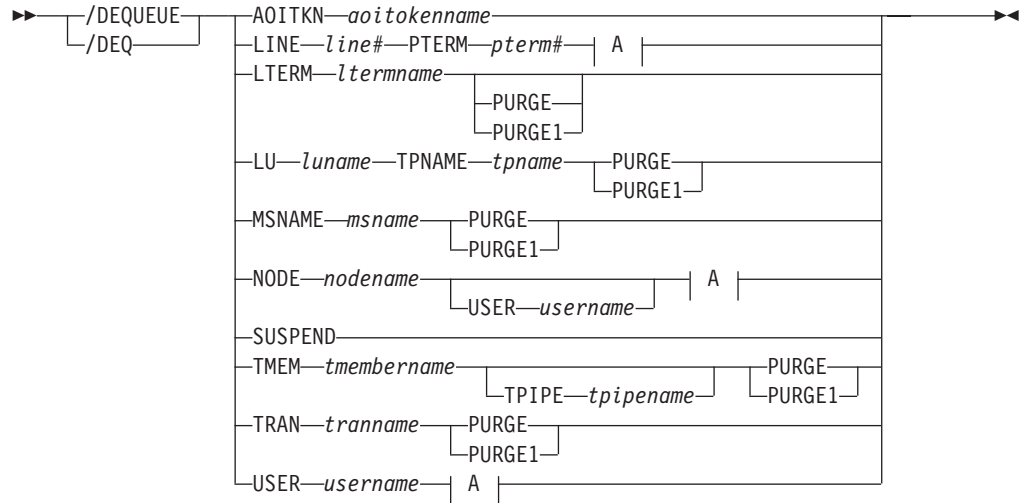 /DEQUEUE AOITKN aoitokenname
/DEQ LINE line# PTERM pterm# A
LTERM ltermname
PURGE
PURGE1
LU luname TPNAME tpname PURGE
PURGE1
MSNAME msname PURGE
PURGE1
NODE nodename A
USER username
SUSPEND
TMEM tmembername PURGE
TPIPE tpipename PURGE1
TRAN tranname PURGE
PURGE1
USER username A